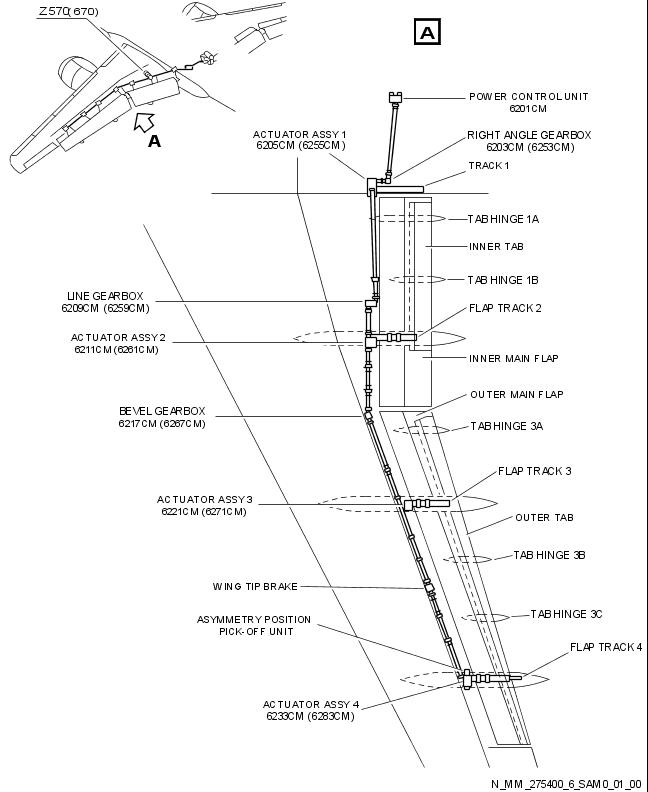 Z570(670)
A
A
POWER CONTROL UNIT
6201CM
ACTUATOR ASSY 1
6205CM (6255CM)
RIGHT ANGLE GEARBOX
6203CM (6253CM)
TRACK 1
TAB HINGE 1A
INNER TAB
TAB HINGE 1B
LINE GEARBOX
6209CM (6259CM)
FLAP TRACK 2
ACTUATOR ASSY 2
6211CM (6261CM)
INNER MAIN FLAP
OUTER MAIN FLAP
BEVEL GEARBOX
6217CM (6267CM)
TAB HINGE 3A
FLAP TRACK 3
ACTUATOR ASSY 3
6221CM (6271CM)
OUTER TAB
TAB HINGE 3B
WING TIP BRAKE
TAB HINGE 3C
ASYMMETRY POSITION
PICK-OFF UNIT
FLAP TRACK 4
ACTUATOR ASSY 4
6233CM (6283CM)
N_MM_275400_6_SAM0_01_00